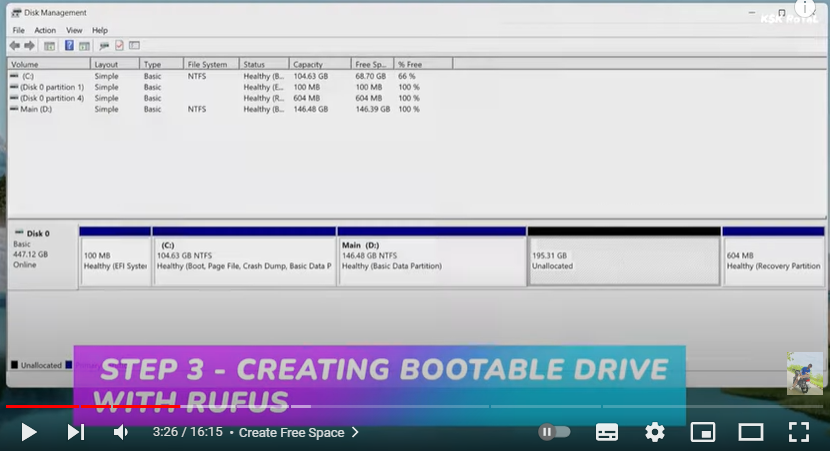 Disk Management
KSK RoYaL
File Action View Help
Volume Layout Type File System Status Capacity Free Sp... % Free
(C:) Simple Basic NTFS Healthy (B... 104.63 GB 68.70 GB 66 %
(Disk 0 partition 1) Simple Basic Healthy (E... 100 MB 100 MB 100 %
(Disk 0 partition 4) Simple Basic Healthy (R... 604 MB 604 MB 100 %
Main (D:) Simple Basic NTFS Healthy (B... 146.48 GB 146.39 GB 100 %
Disk 0
Basic
447.12 GB
Online
100 MB
Healthy (EFI Syster
(C:)
104.63 GB NTFS
Healthy (Boot, Page File, Crash Dump, Basic Data P
Main (D:)
146.48 GB NTFS
Healthy (Basic Data Partition)
195.31 GB
Unallocated
604 MB
Healthy (Recovery Partition
Unallocated
STEP 3 - CREATING BOOTABLE DRIVE
WITH RUFUS
3:26 / 16:15 • Create Free Space